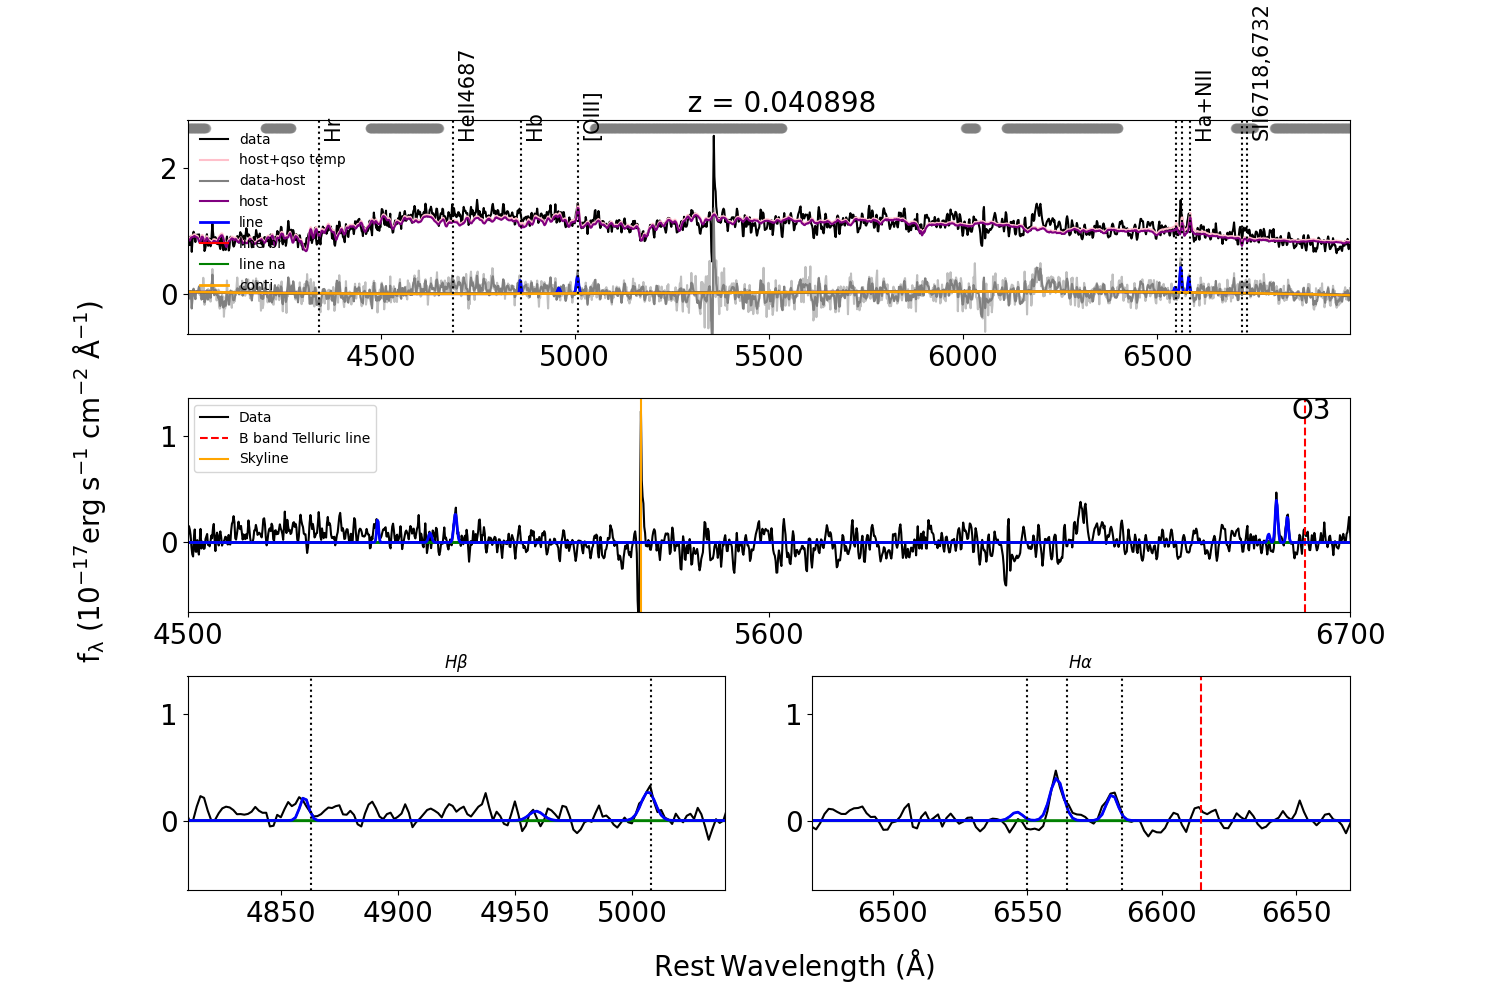 z = 0.040898
Hr
HeII4687
Hb
[OIII]
Ha+NII
SII6718,6732
data
host+qso temp
data-host
host
line
line na
conti
2
0
4500 5000 5500 6000 6500
Data
B band Telluric line
Skyline
O3
1
0
4500 5600 6700
fλ (10−17erg s−1 cm−2 Å−1)
Hβ
1
0
4850 4900 4950 5000
Hα
1
0
6500 6550 6600 6650
Rest Wavelength (Å)